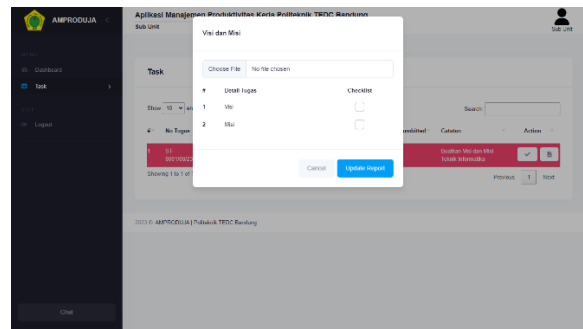 AMPRODUJA
Aplikasi Manajemen Produktivitas Kerja Politeknik TEDC Bandung
Sub Unit
Sub Unit
Visi dan Misi
Choose File No file chosen
# Detail Tugas Checklist
1 Visi
2 Misi
Cancel Update Report
Dashboard
Task
Logout
Chat
Task
Show 10
Search
# No Tugas
Catatan Action
1 ST-
Buatkan Visi dan Misi
Teknik Informatika
Showing 1 to 1 of
Previous 1 Next
2023 © AMPRODUJA | Politeknik TEDC Bandung